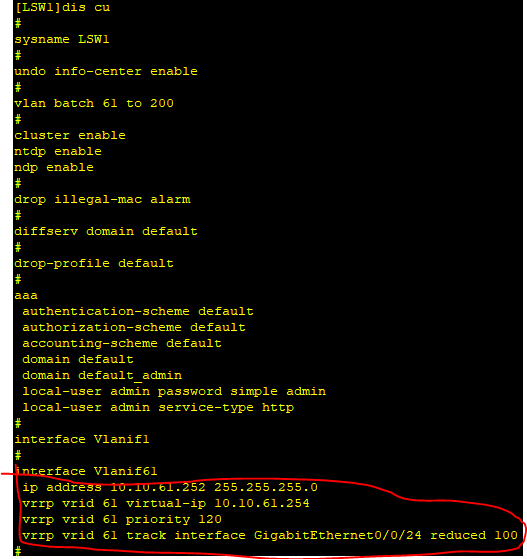 [LSW1]dis cu
#
sysname LSW1
#
undo info-center enable
#
vlan batch 61 to 200
#
cluster enable
ntdp enable
ndp enable
#
drop illegal-mac alarm
#
diffserv domain default
#
drop-profile default
#
aaa
authentication-scheme default
authorization-scheme default
accounting-scheme default
domain default
domain default_admin
local-user admin password simple admin
local-user admin service-type http
#
interface Vlanif1
#
interface Vlanif61
ip address 10.10.61.252 255.255.255.0
vrrp vrid 61 virtual-ip 10.10.61.254
vrrp vrid 61 priority 120
vrrp vrid 61 track interface GigabitEthernet0/0/24 reduced 100
#